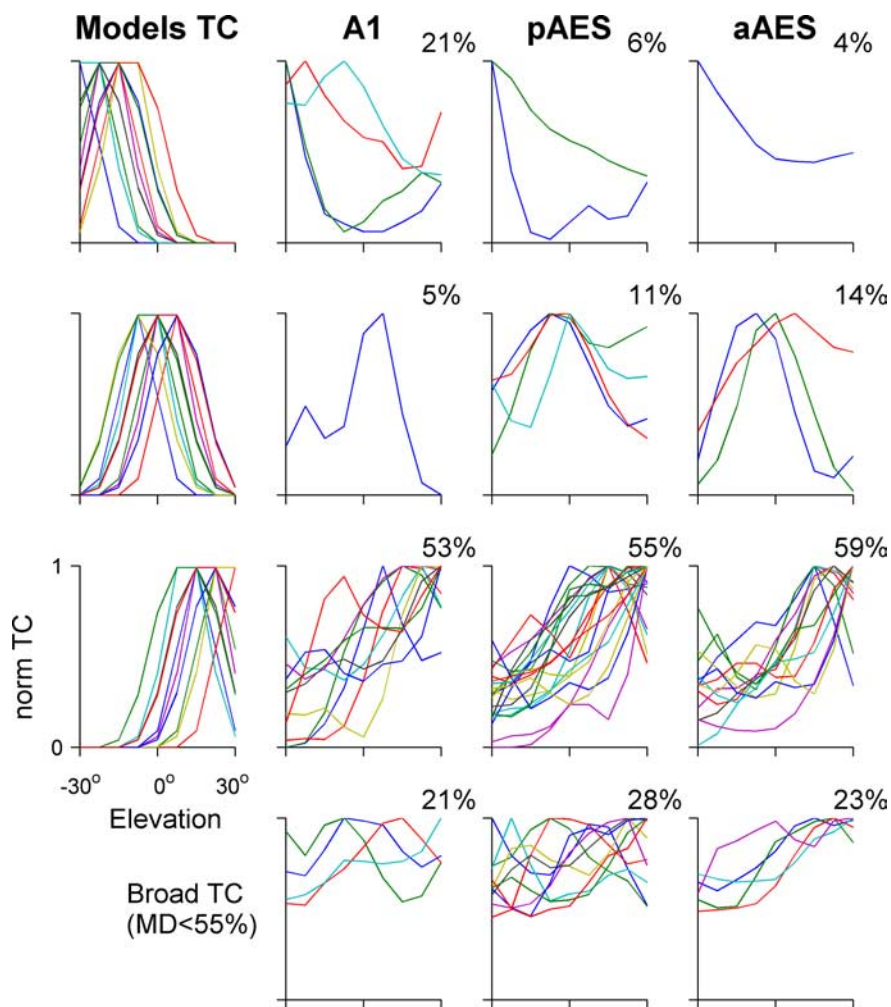 Models TC A1 pAES aAES
21% 6% 4%
5% 11% 14%
53% 55% 59%
1
norm TC
0
-30° 0° 30°
Elevation
21% 28% 23%
Broad TC
(MD<55%)